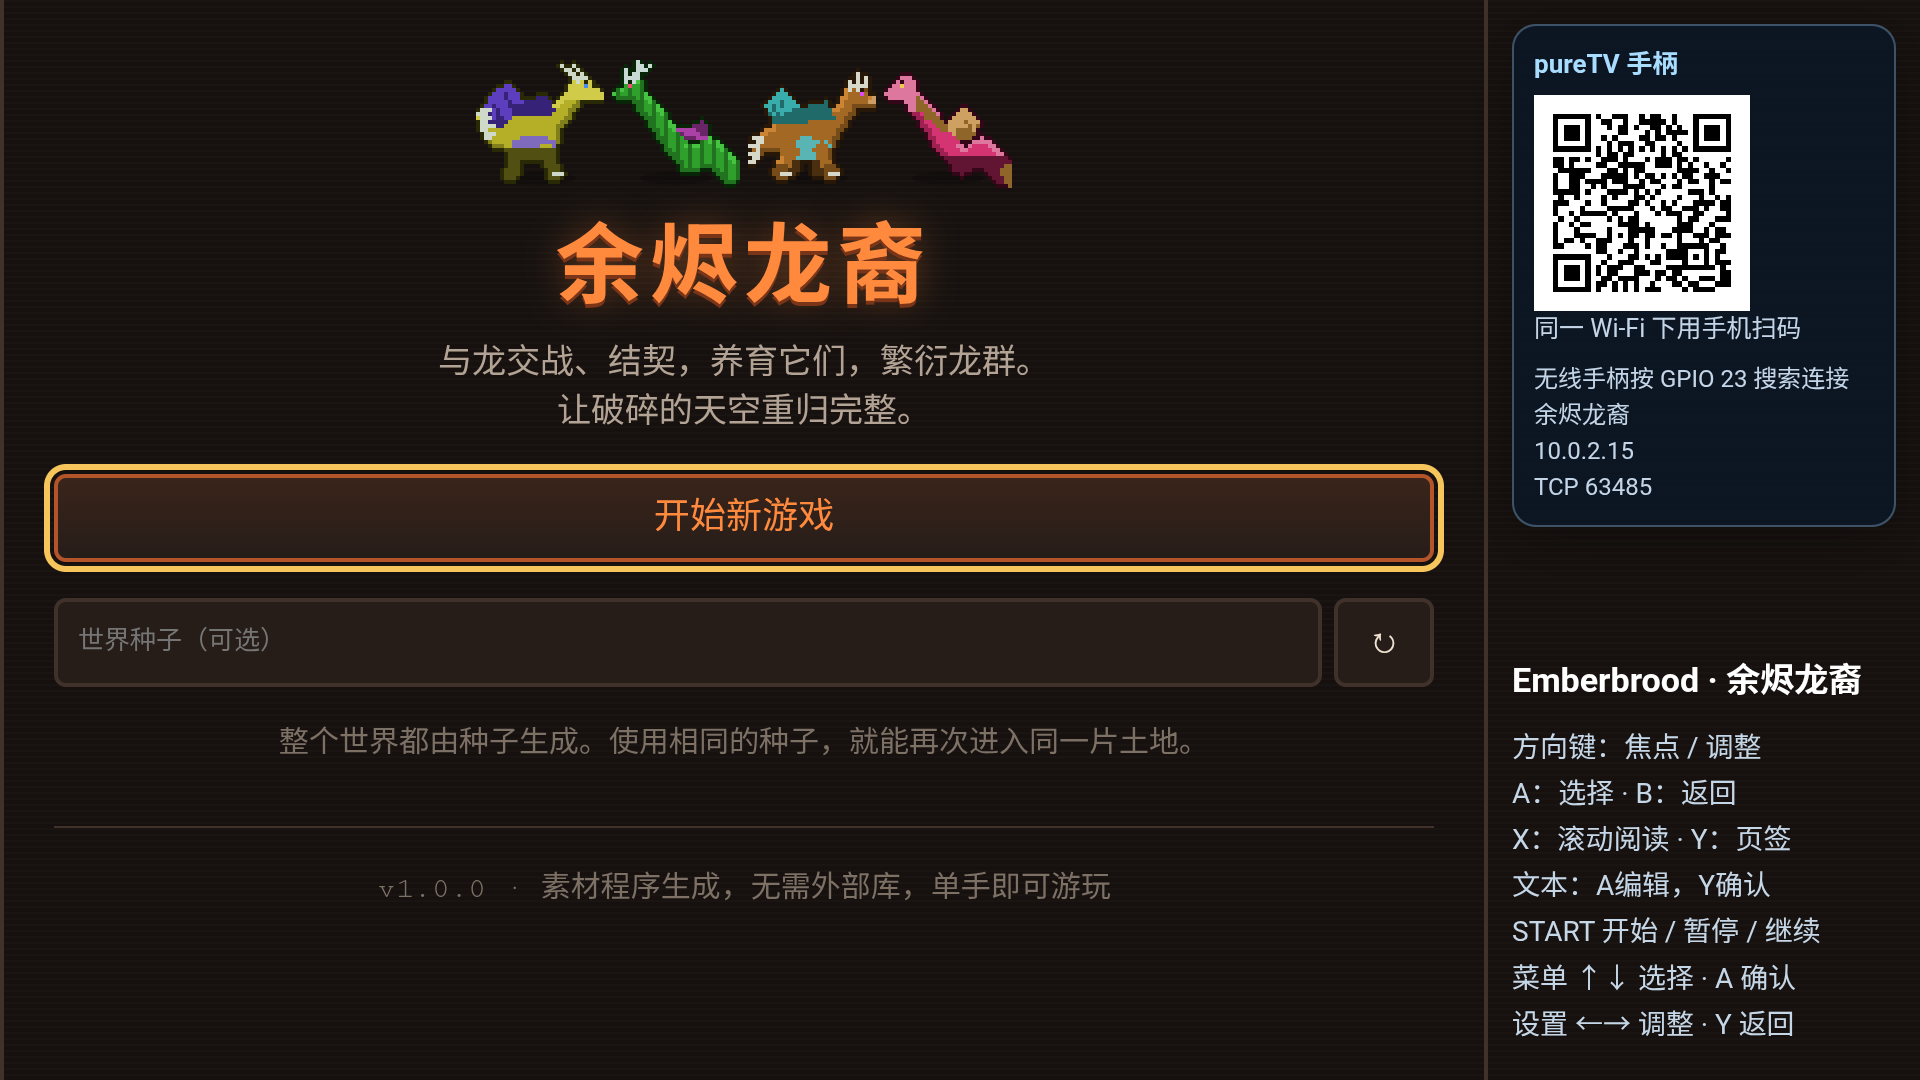 余烬龙裔
与龙交战、结契，养育它们，繁衍龙群。
让破碎的天空重归完整。
开始新游戏
世界种子（可选）
↻
整个世界都由种子生成。使用相同的种子，就能再次进入同一片土地。
v1.0.0 · 素材程序生成，无需外部库，单手即可游玩
pureTV 手柄
同一 Wi-Fi 下用手机扫码
无线手柄按 GPIO 23 搜索连接
余烬龙裔
10.0.2.15
TCP 63485
Emberbrood · 余烬龙裔
方向键：焦点 / 调整
A：选择 · B：返回
X：滚动阅读 · Y：页签
文本：A编辑，Y确认
START 开始 / 暂停 / 继续
菜单 ↑↓ 选择 · A 确认
设置 ←→ 调整 · Y 返回